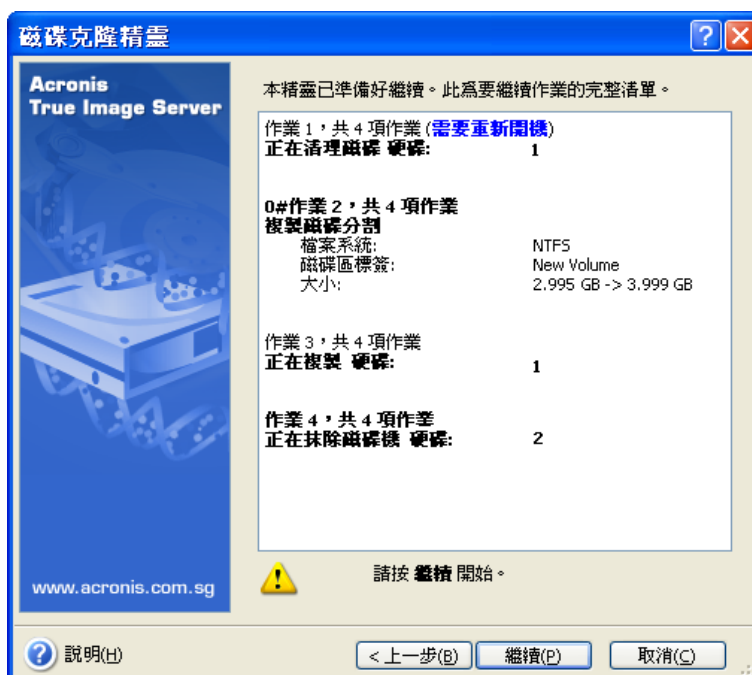 磁碟克隆精靈
Acronis
True Image Server
本精靈已準備好繼續。此為要繼續作業的完整清單。
作業 1，共 4 項作業 (需要重新開機)
正在清理磁碟 硬碟: 1
0#作業 2，共 4 項作業
複製磁碟分割
檔案系統: NTFS
磁碟區標簽: New Volume
大小: 2.995 GB -> 3.999 GB
作業 3，共 4 項作業
正在複製 硬碟: 1
作業 4，共 4 項作業
正在抹除磁碟機 硬碟: 2
請按 繼續 開始。
www.acronis.com.sg
說明(H)
< 上一步(B)
繼續(P)
取消(C)